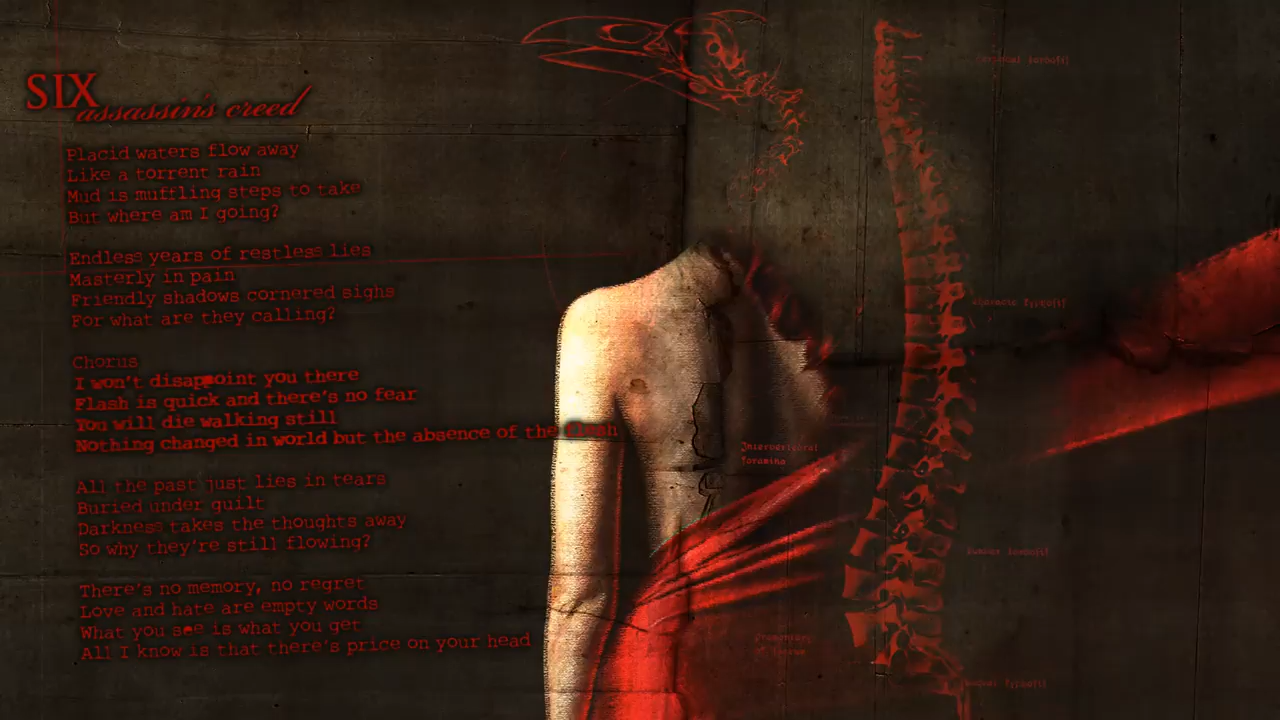 SIX
assassin's creed
Placid waters flow away
Like a torrent rain
Mud is muffling steps to take
But where am I going?
Endless years of restless lies
Masterly in pain
Friendly shadows cornered sighs
For what are they calling?
Chorus
I won't disappoint you there
Flash is quick and there's no fear
You will die walking still
Nothing changed in world but the absence of the flesh
All the past just lies in tears
Buried under guilt
Darkness takes the thoughts away
So why they're still flowing?
There's no memory, no regret
Love and hate are empty words
What you see is what you get
All I know is that there's price on your head
Intervertebral
foramina